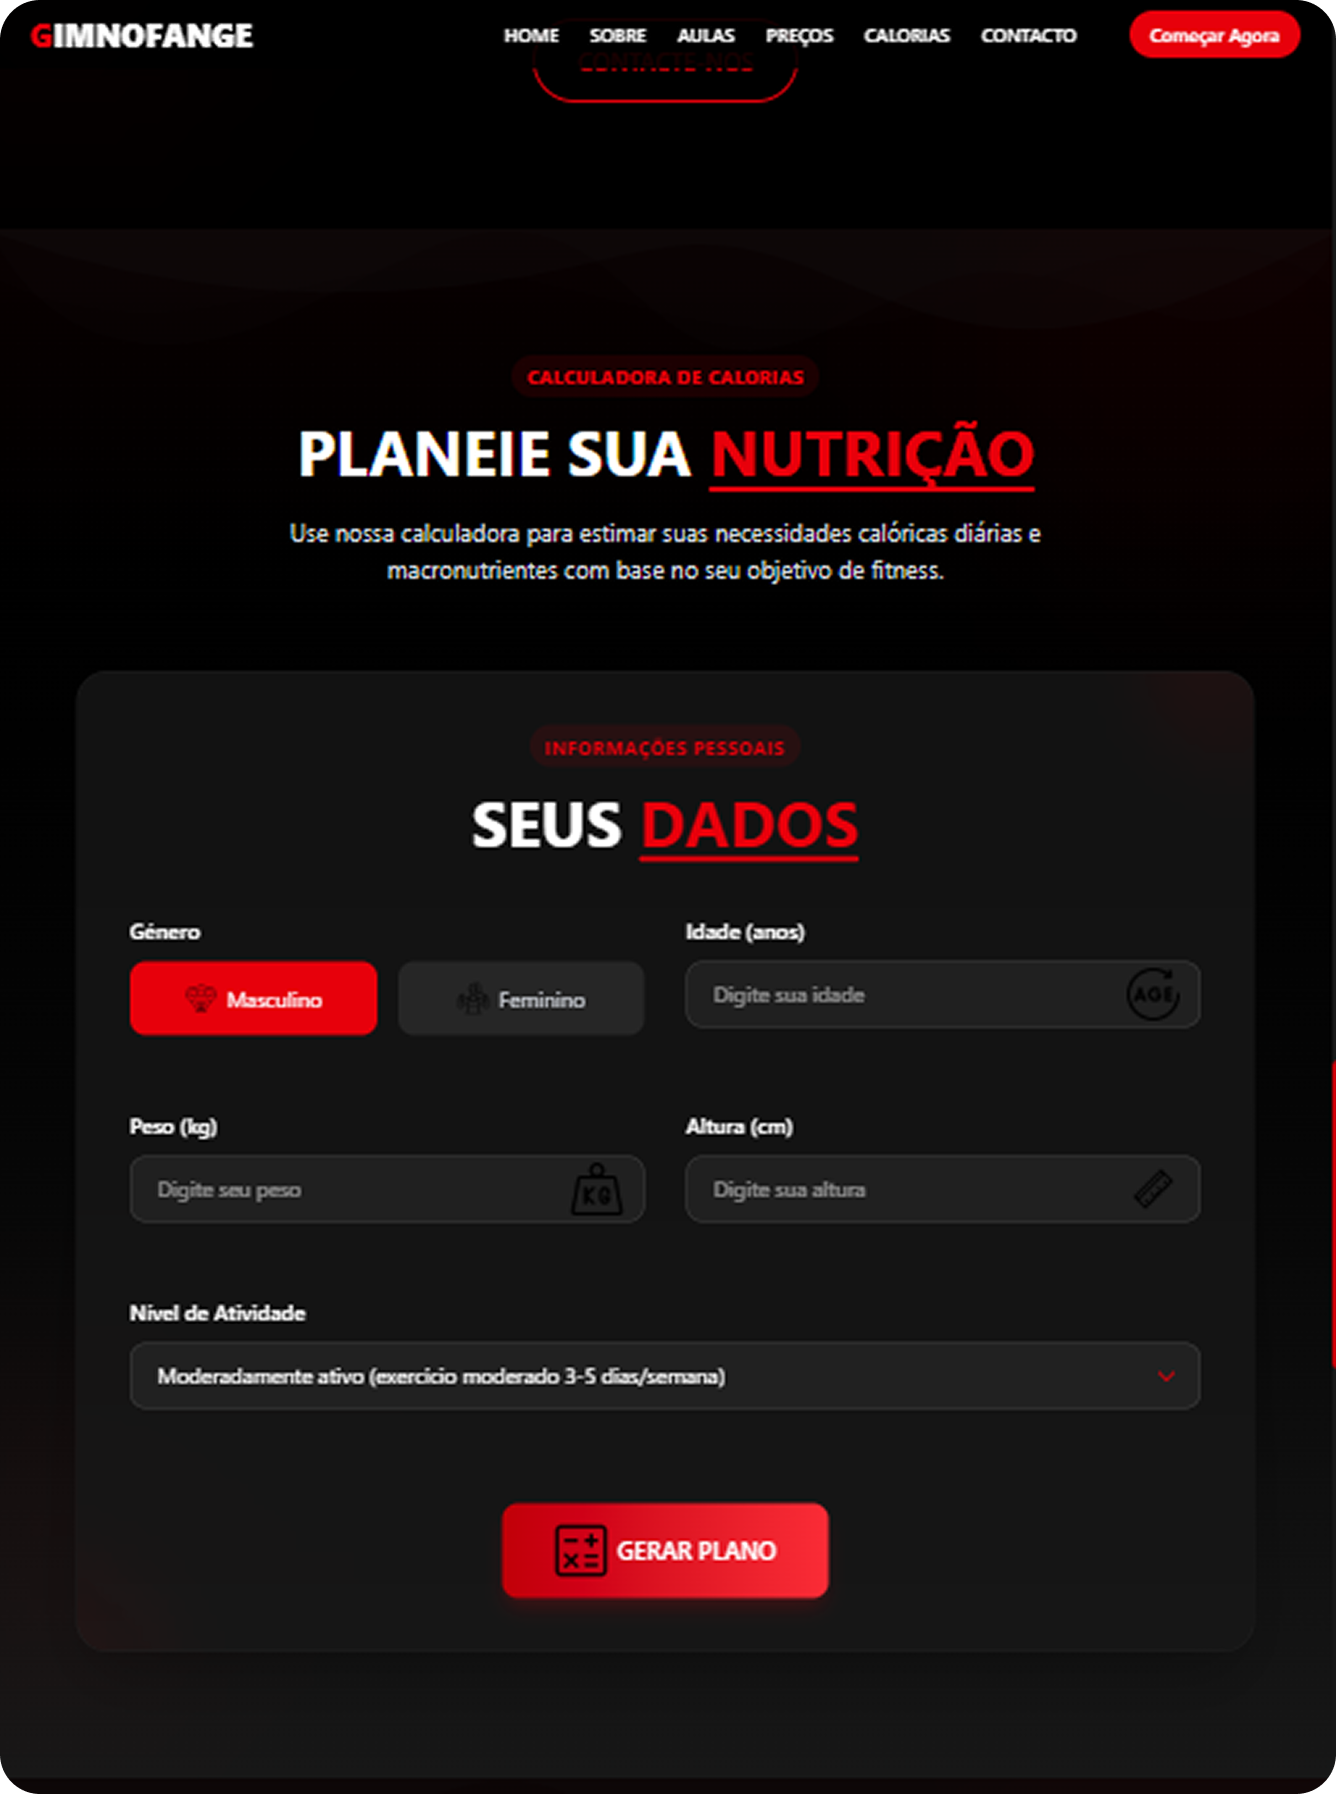 GIMNOFANGE
HOME SOBRE AULAS PREÇOS CALORIAS CONTACTO Começar Agora
CONTACTE-NOS
CALCULADORA DE CALORIAS
PLANEIE SUA NUTRIÇÃO
Use nossa calculadora para estimar suas necessidades calóricas diárias e
macronutrientes com base no seu objetivo de fitness.
INFORMAÇÕES PESSOAIS
SEUS DADOS
Género
Masculino Feminino
Idade (anos)
Digite sua idade AGE
Peso (kg)
Digite seu peso KG
Altura (cm)
Digite sua altura
Nível de Atividade
Moderadamente ativo (exercício moderado 3-5 dias/semana)
GERAR PLANO